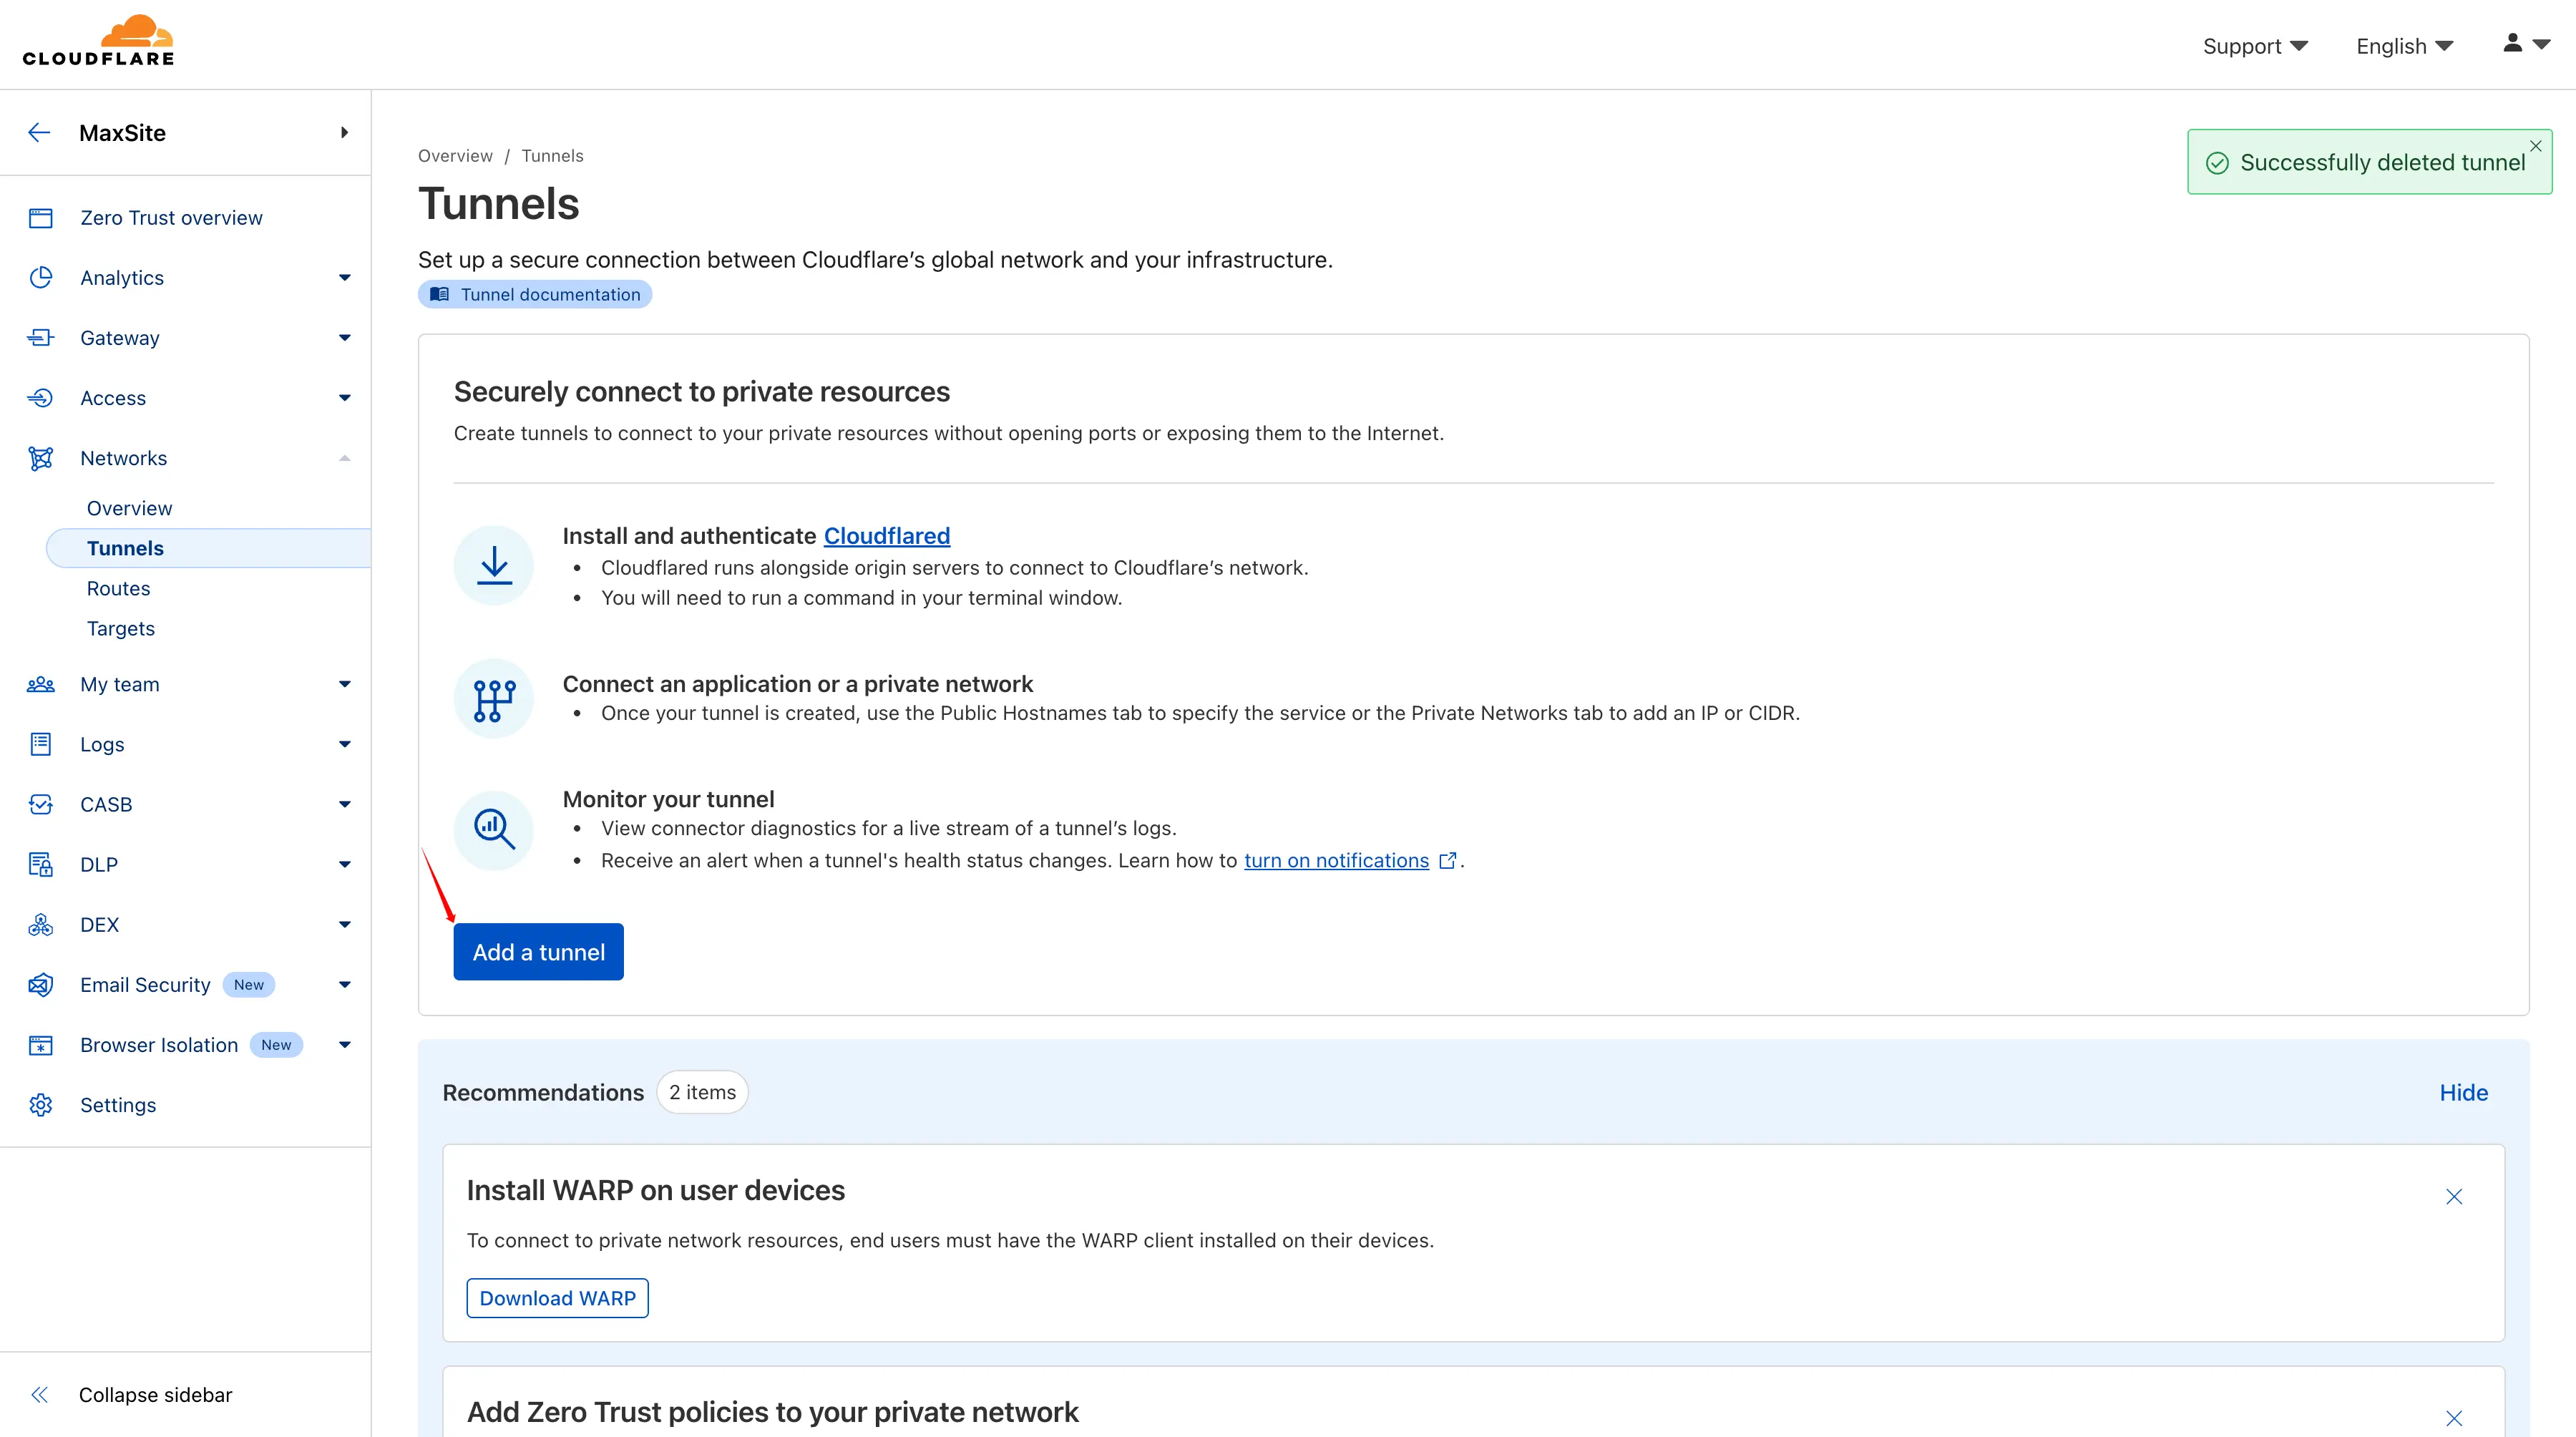 CLOUDFLARE
Support
English
MaxSite
Zero Trust overview
Analytics
Gateway
Access
Networks
Overview
Tunnels
Routes
Targets
My team
Logs
CASB
DLP
DEX
Email Security New
Browser Isolation New
Settings
Collapse sidebar
Overview / Tunnels
Successfully deleted tunnel
Tunnels
Set up a secure connection between Cloudflare’s global network and your infrastructure.
Tunnel documentation
Securely connect to private resources
Create tunnels to connect to your private resources without opening ports or exposing them to the Internet.
Install and authenticate Cloudflared
• Cloudflared runs alongside origin servers to connect to Cloudflare’s network.
• You will need to run a command in your terminal window.
Connect an application or a private network
• Once your tunnel is created, use the Public Hostnames tab to specify the service or the Private Networks tab to add an IP or CIDR.
Monitor your tunnel
• View connector diagnostics for a live stream of a tunnel’s logs.
• Receive an alert when a tunnel's health status changes. Learn how to turn on notifications .
Add a tunnel
Recommendations 2 items
Hide
Install WARP on user devices
To connect to private network resources, end users must have the WARP client installed on their devices.
Download WARP
Add Zero Trust policies to your private network